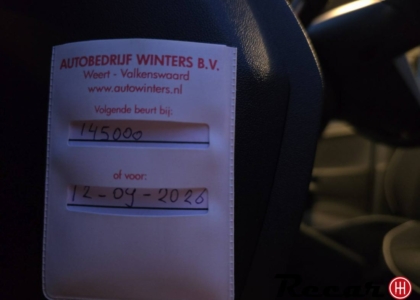 AUTOBEDRIJF WINTERS B.V.
Weert - Valkenswaard
www.autowinters.nl
Volgende beurt bij:
145000
of voor:
12-09-2026